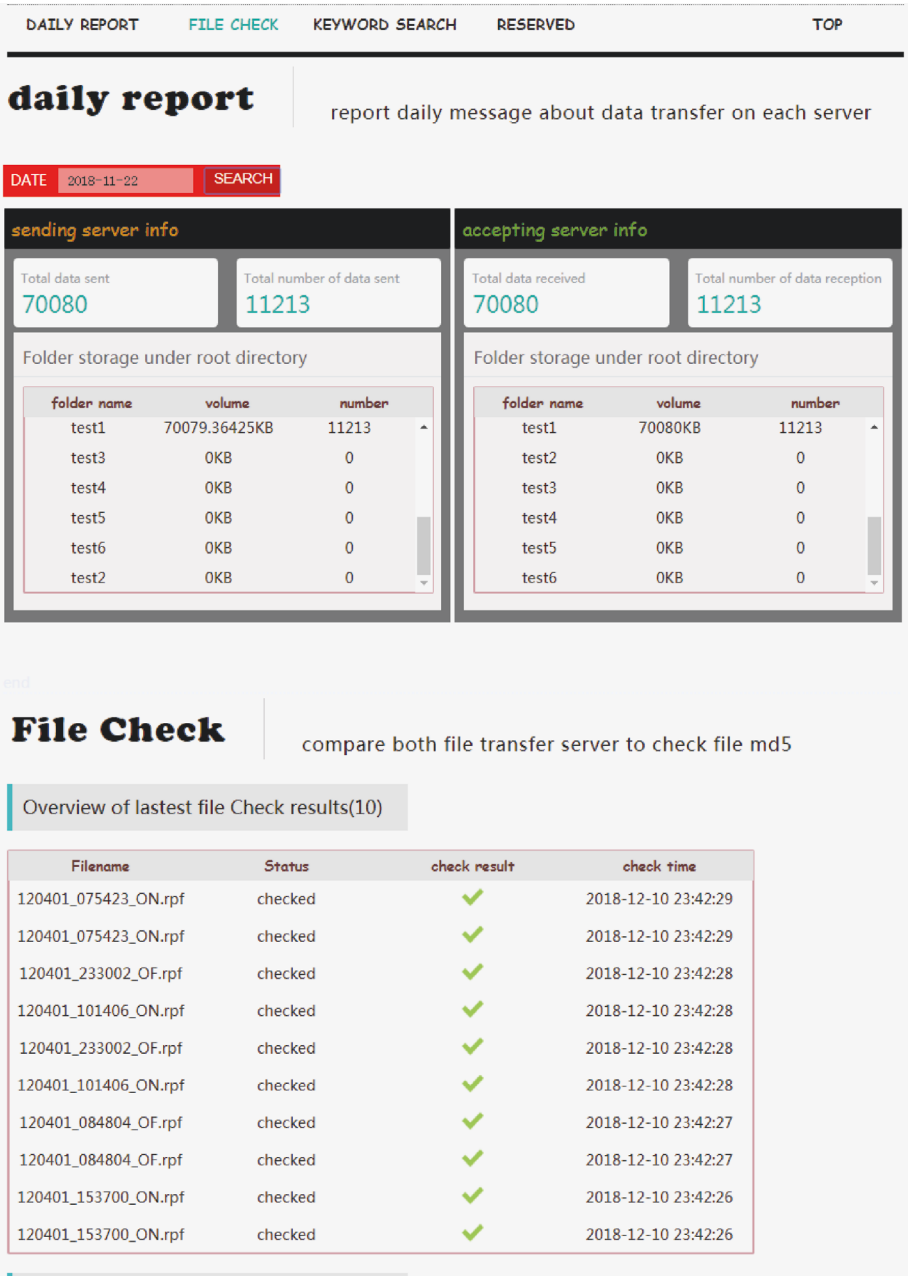 DAILY REPORT FILE CHECK KEYWORD SEARCH RESERVED TOP
daily report
report daily message about data transfer on each server
DATE 2018-11-22 SEARCH
sending server info
Total data sent
70080
Total number of data sent
11213
Folder storage under root directory
folder name volume number
test1 70079.36425KB 11213
test3 0KB 0
test4 0KB 0
test5 0KB 0
test6 0KB 0
test2 0KB 0
accepting server info
Total data received
70080
Total number of data reception
11213
Folder storage under root directory
folder name volume number
test1 70080KB 11213
test2 0KB 0
test3 0KB 0
test4 0KB 0
test5 0KB 0
test6 0KB 0
end
File Check
compare both file transfer server to check file md5
Overview of lastest file Check results(10)
Filename Status check result check time
120401_075423_ON.rpf checked 2018-12-10 23:42:29
120401_075423_ON.rpf checked 2018-12-10 23:42:29
120401_233002_OF.rpf checked 2018-12-10 23:42:28
120401_101406_ON.rpf checked 2018-12-10 23:42:28
120401_233002_OF.rpf checked 2018-12-10 23:42:28
120401_101406_ON.rpf checked 2018-12-10 23:42:28
120401_084804_OF.rpf checked 2018-12-10 23:42:27
120401_084804_OF.rpf checked 2018-12-10 23:42:27
120401_153700_ON.rpf checked 2018-12-10 23:42:26
120401_153700_ON.rpf checked 2018-12-10 23:42:26